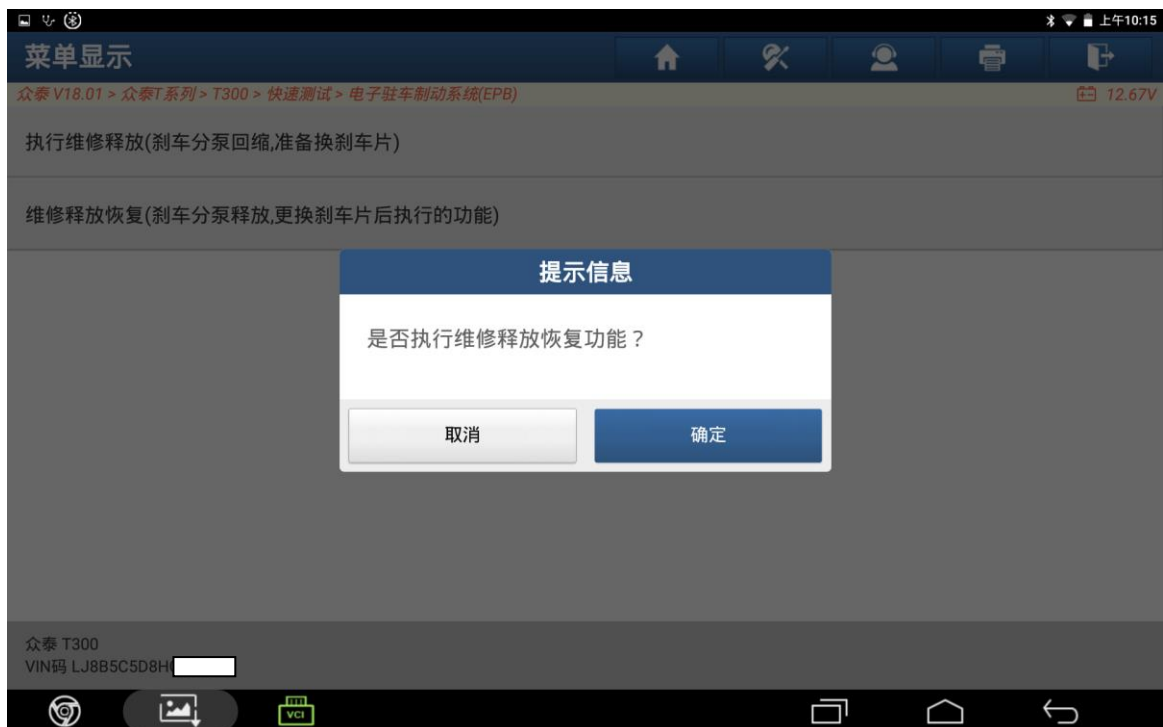 上午10:15
菜单显示
众泰 V18.01 > 众泰T系列 > T300 > 快速测试 > 电子驻车制动系统(EPB)
12.67V
执行维修释放(刹车分泵回缩,准备换刹车片)
维修释放恢复(刹车分泵释放,更换刹车片后执行的功能)
提示信息
是否执行维修释放恢复功能？
取消
确定
众泰 T300
VIN码 LJ8B5C5D8H
VCI